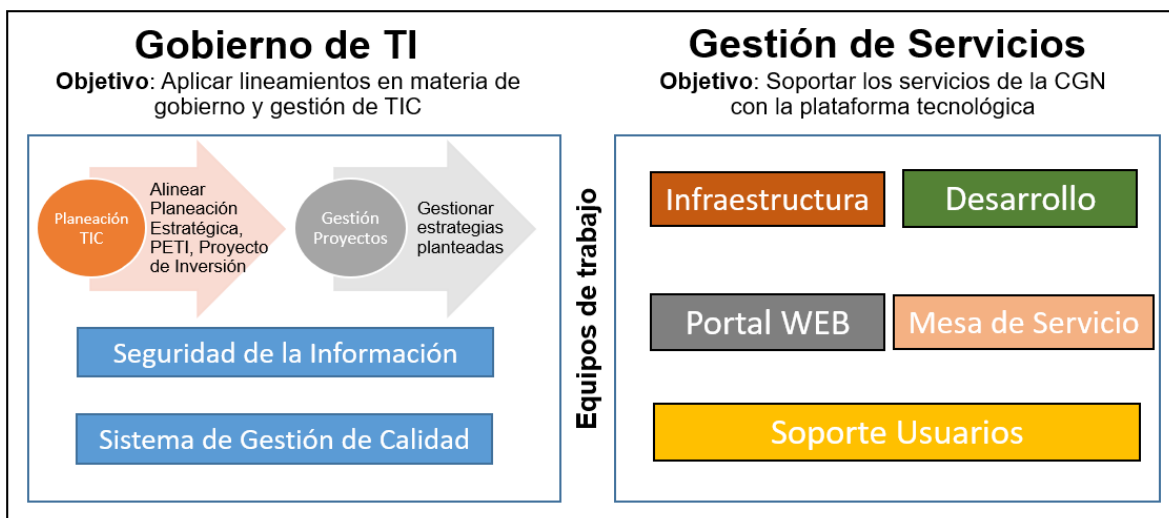 Gobierno de TI
Objetivo: Aplicar lineamientos en materia de
gobierno y gestión de TIC
Planeación
TIC
Alinear
Planeación
Estratégica,
PETI, Proyecto
de Inversión
Gestión
Proyectos
Gestionar
estrategias
planteadas
Seguridad de la Información
Sistema de Gestión de Calidad
Equipos de trabajo
Gestión de Servicios
Objetivo: Soportar los servicios de la CGN
con la plataforma tecnológica
Infraestructura
Desarrollo
Portal WEB
Mesa de Servicio
Soporte Usuarios